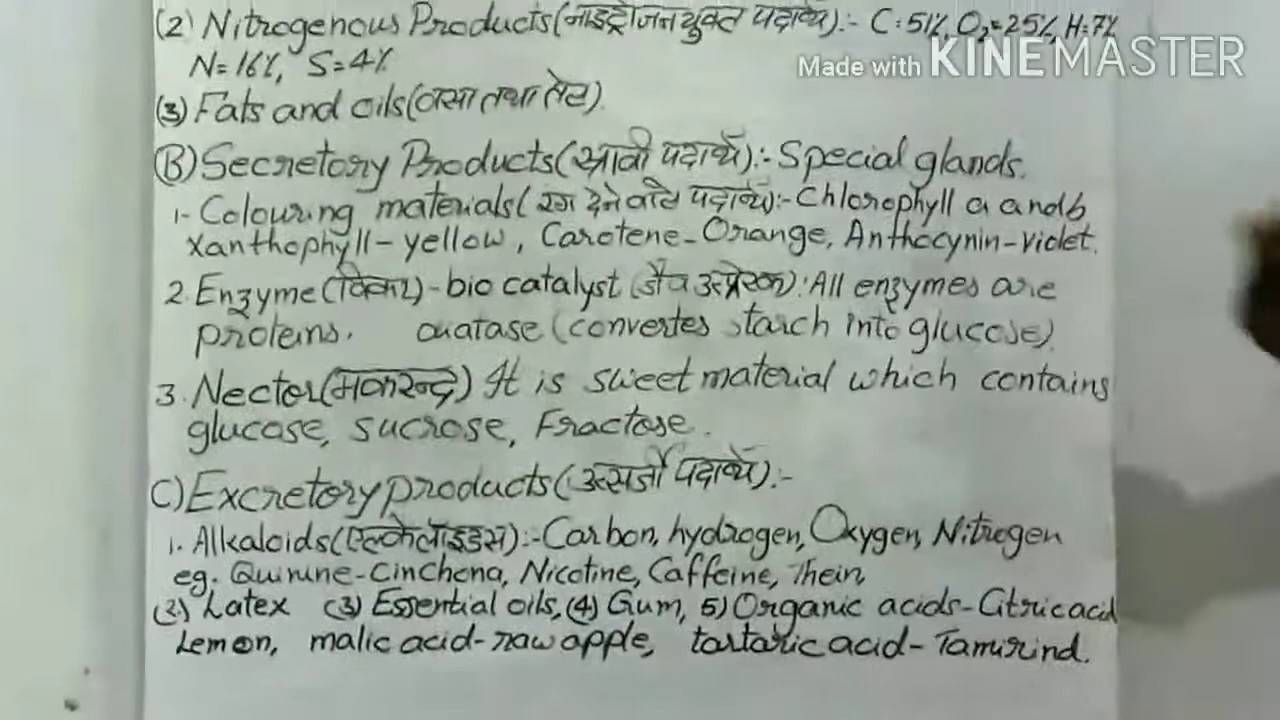 (2) Nitrogenous Products(नाइट्रोजन युक्त पदार्थ):- C:51%, O₂=25%, H=7%
Made with KINEMASTER
N=16%, S=4%
(3) Fats and oils(वसा तथा तेल)
(B) Secretory Products(स्रावी पदार्थ):- Special glands.
1- Colouring materials(रंग देने वाले पदार्थ):- Chlorophyll a and b,
Xanthophyll-yellow, Carotene-Orange, Anthocynin-violet.
2. Enzyme(विकर)-bio catalyst (जैव उत्प्रेरक):All enzymes are
proteins. (convertes starch into glucose)
3. Nector(मकरन्द) It is sweet material which contains
glucose, sucrose, Fractose.
C) Excretory products(उत्सर्जी पदार्थ):-
1. Alkaloids(एल्केलॉइडस):-Carbon, hydrogen, Oxygen, Nitrogen
eg. Quinine-Cinchona, Nicotine, Caffeine, Thein,
(2) Latex (3) Essential oils, (4) Gum, 5) Organic acids-Citric acid
Lemon, malic acid-raw apple, tartaric acid-Tamirind.